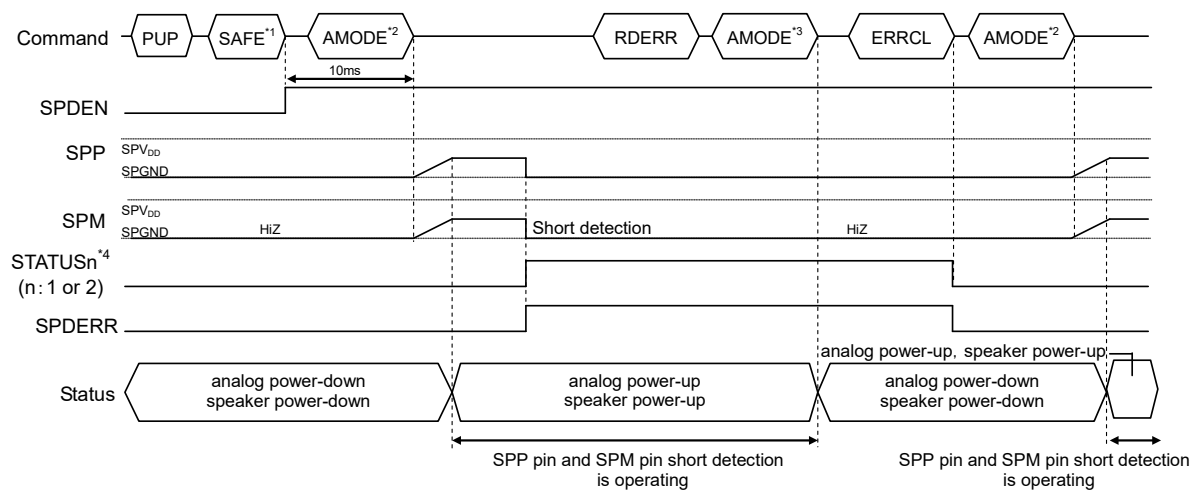 Command PUP SAFE*1 AMODE*2 RDERR AMODE*3 ERRCL AMODE*2
10ms
SPDEN
SPP SPVDD
SPGND
SPM SPVDD
SPGND HiZ Short detection HiZ
STATUSn*4
(n: 1 or 2)
SPDERR
analog power-up, speaker power-up
Status analog power-down analog power-up analog power-down
speaker power-down speaker power-up speaker power-down
SPP pin and SPM pin short detection SPP pin and SPM pin short detection
is operating is operating